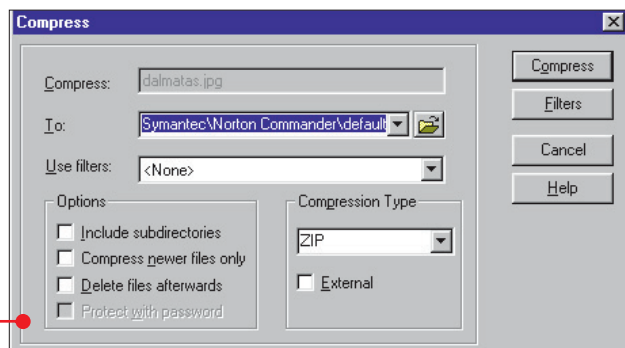 Compress
Compress: dalmatas.jpg
To: Symantec\Norton Commander\default
Use filters: <None>
Options
Include subdirectories
Compress newer files only
Delete files afterwards
Protect with password
Compression Type
ZIP
External
Compress
Filters
Cancel
Help